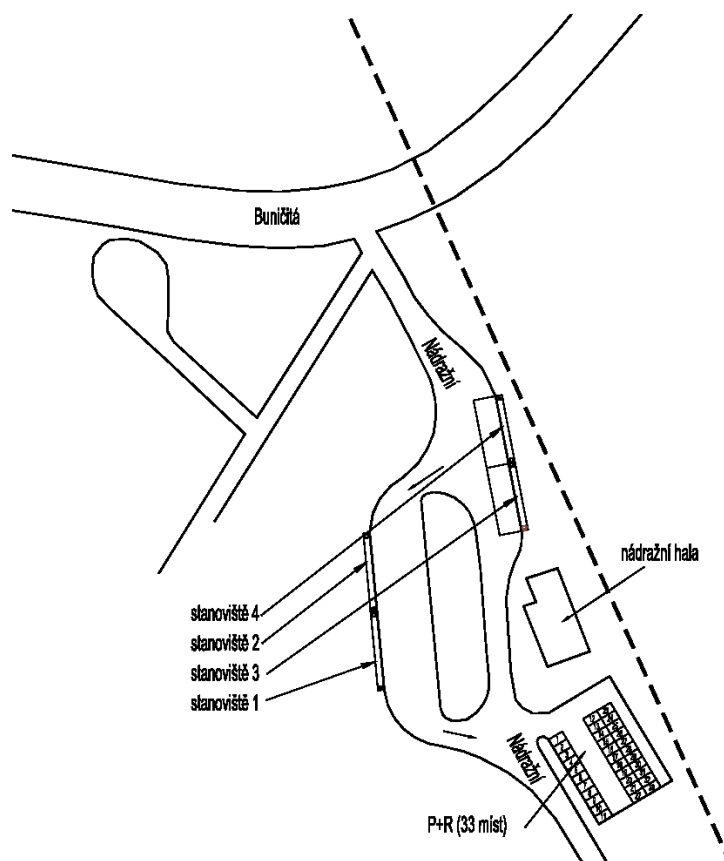 Buničitá
Nádražní
nádražní hala
stanoviště 4
stanoviště 2
stanoviště 3
stanoviště 1
Nádražní
P+R (33 míst)